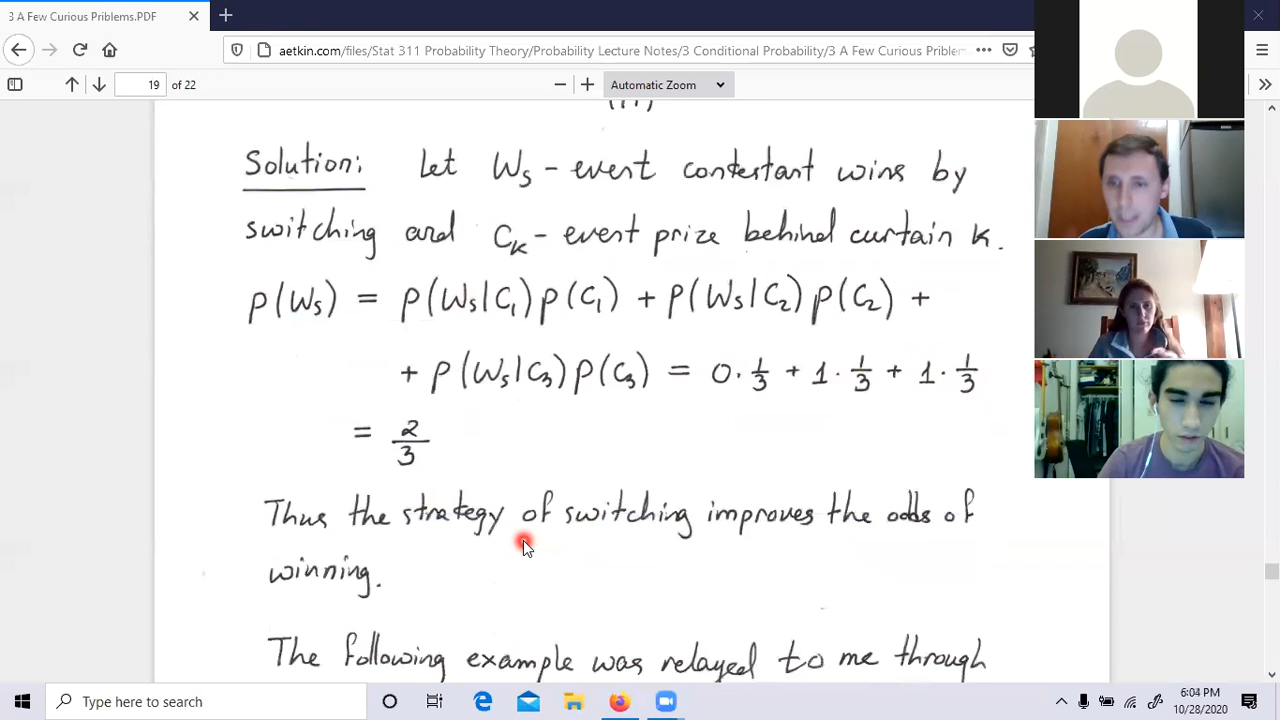 3 A Few Curious Priblems.PDF
aetkin.com/files/Stat 311 Probability Theory/Probability Lecture Notes/3 Conditional Probability/3 A Few Curious Priblem
19 of 22
Automatic Zoom
(11)
Solution: Let Ws - event contestant wins by
switching and Ck - event prize behind curtain k.
P(Ws) = P(Ws|C1)P(C1) + P(Ws|C2)P(C2) +
+ P(Ws|C3)P(C3) = 0·1/3 + 1·1/3 + 1·1/3
= 2/3
Thus the strategy of switching improves the odds of
winning.
The following example was relayed to me through
Type here to search
6:04 PM
10/28/2020